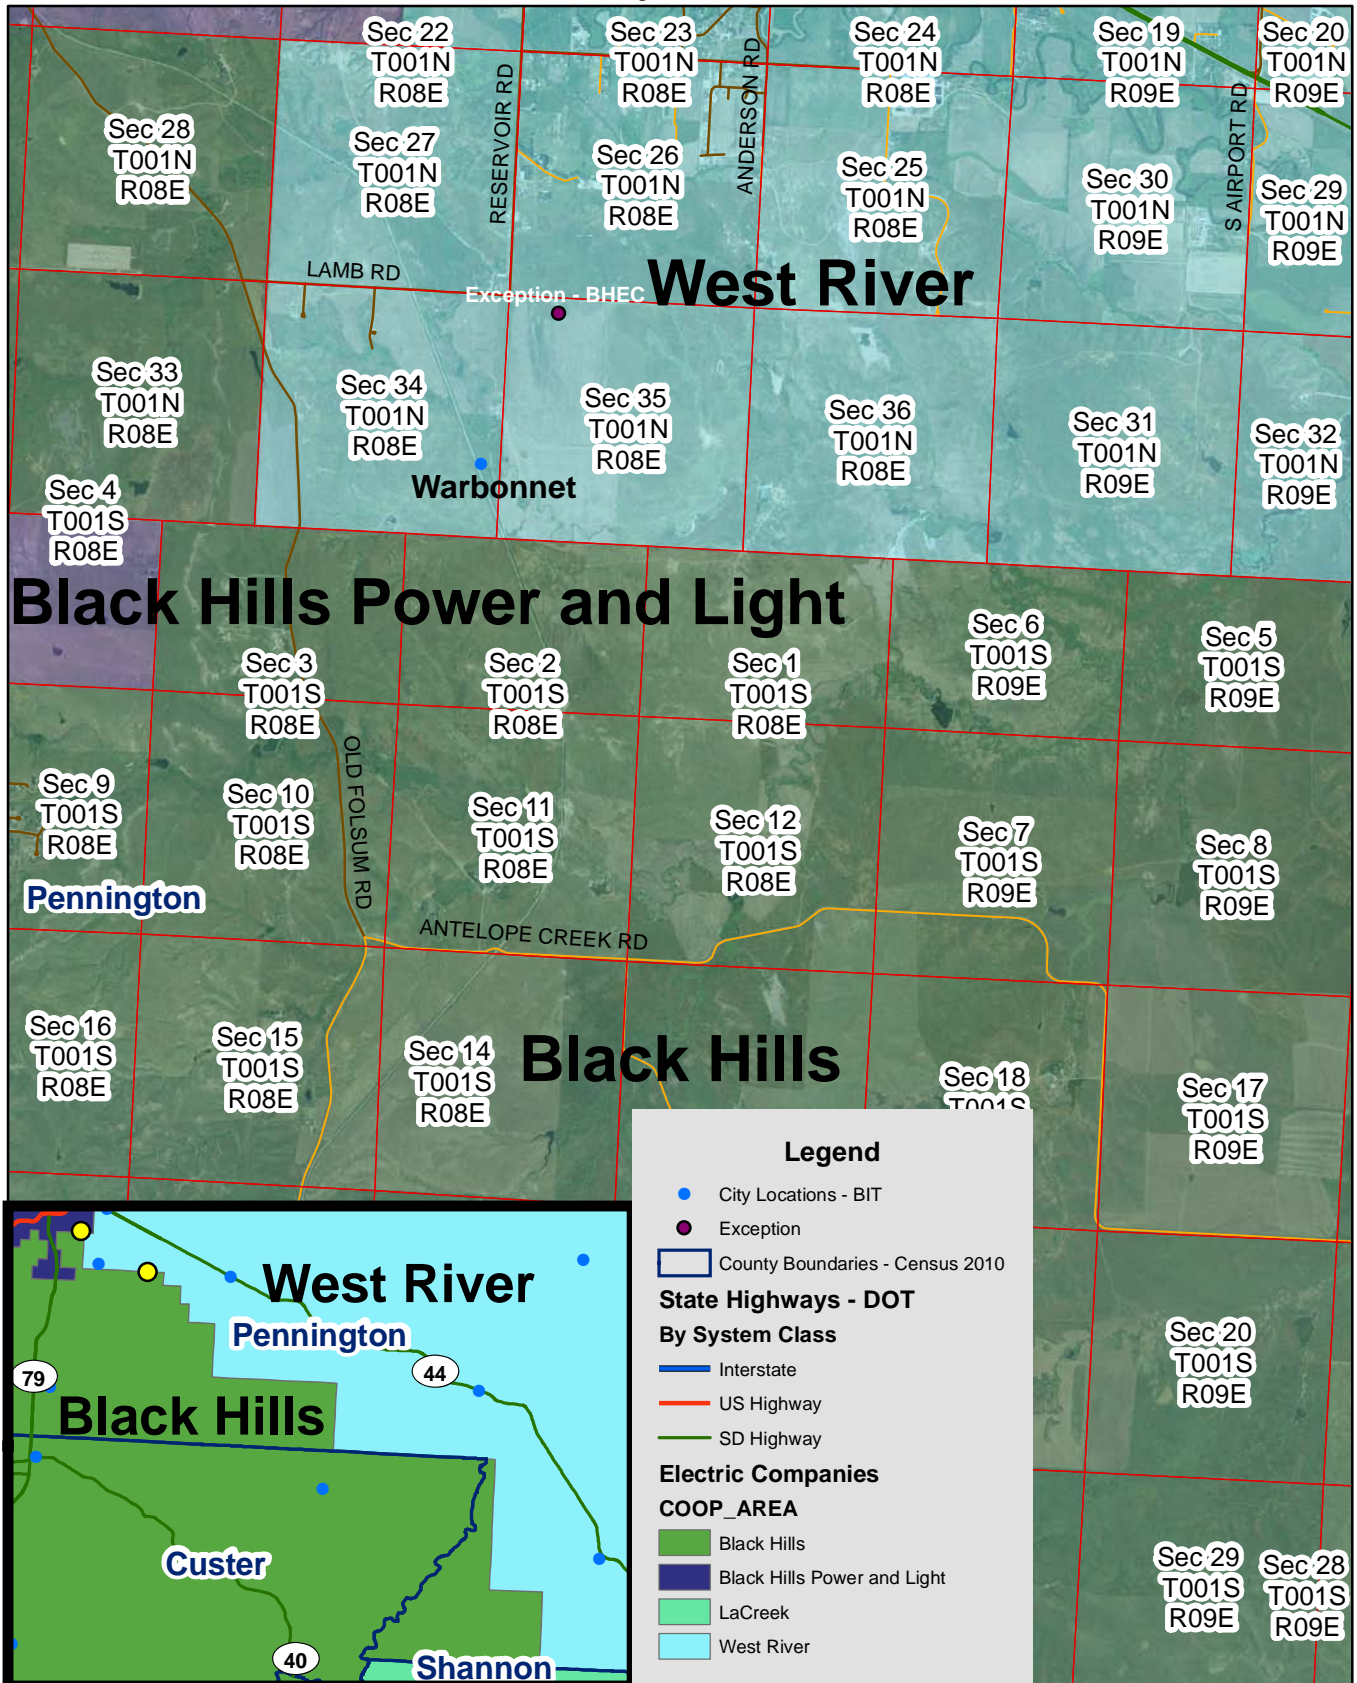 Sec 22
T001N
R08E
Sec 23
T001N
R08E
Sec 24
T001N
R08E
Sec 19
T001N
R09E
Sec 20
T001N
R09E
RESERVOIR RD
ANDERSON RD
S AIRPORT RD
Sec 28
T001N
R08E
Sec 27
T001N
R08E
Sec 26
T001N
R08E
Sec 25
T001N
R08E
Sec 30
T001N
R09E
Sec 29
T001N
R09E
LAMB RD
Exception - BHEC
West River
Sec 33
T001N
R08E
Sec 34
T001N
R08E
Sec 35
T001N
R08E
Sec 36
T001N
R08E
Sec 31
T001N
R09E
Sec 32
T001N
R09E
Warbonnet
Sec 4
T001S
R08E
Black Hills Power and Light
Sec 3
T001S
R08E
Sec 2
T001S
R08E
Sec 1
T001S
R08E
Sec 6
T001S
R09E
Sec 5
T001S
R09E
OLD FOLSUM RD
Sec 9
T001S
R08E
Sec 10
T001S
R08E
Sec 11
T001S
R08E
Sec 12
T001S
R08E
Sec 7
T001S
R09E
Sec 8
T001S
R09E
Pennington
ANTELOPE CREEK RD
Sec 16
T001S
R08E
Sec 15
T001S
R08E
Sec 14
T001S
R08E
Black Hills
Sec 18
T001S
Sec 17
T001S
R09E
Sec 20
T001S
R09E
Sec 29
T001S
R09E
Sec 28
T001S
R09E
West River
Pennington
79
44
Black Hills
Custer
40
Shannon
Legend
City Locations - BIT
Exception
County Boundaries - Census 2010
State Highways - DOT
By System Class
Interstate
US Highway
SD Highway
Electric Companies
COOP_AREA
Black Hills
Black Hills Power and Light
LaCreek
West River